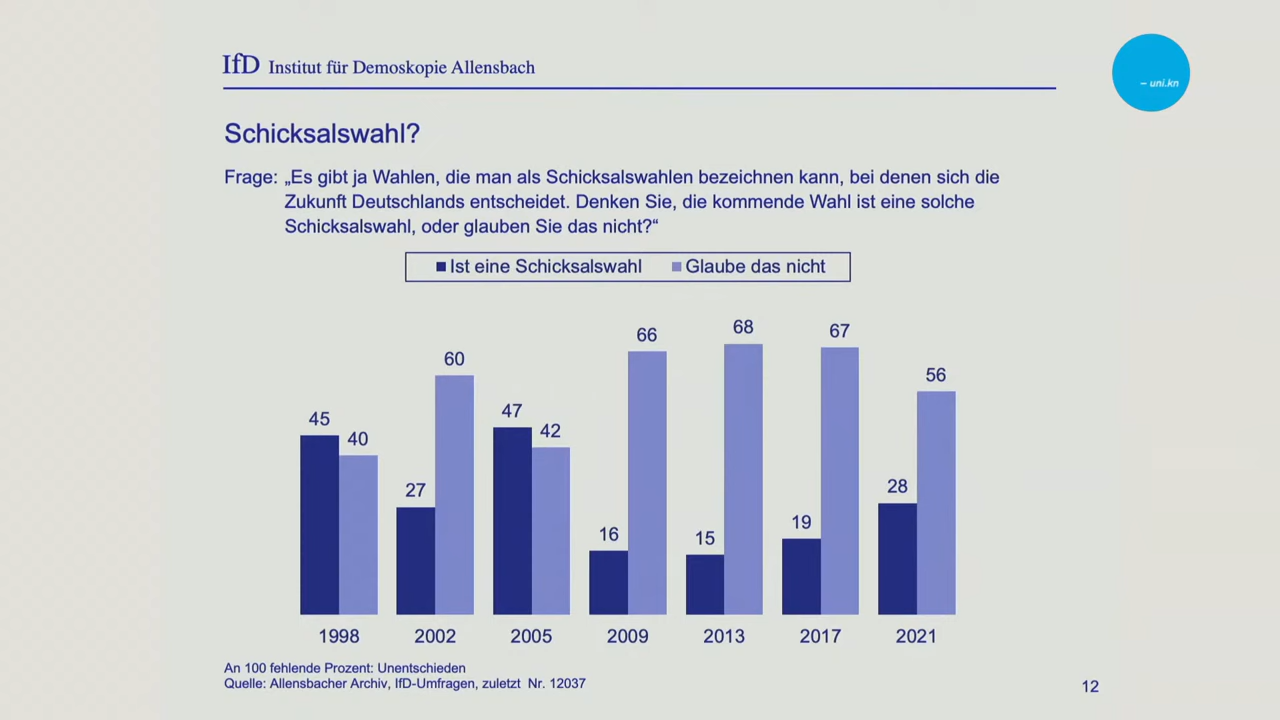 IfD Institut für Demoskopie Allensbach
– uni.kn
Schicksalswahl?
Frage: „Es gibt ja Wahlen, die man als Schicksalswahlen bezeichnen kann, bei denen sich die
Zukunft Deutschlands entscheidet. Denken Sie, die kommende Wahl ist eine solche
Schicksalswahl, oder glauben Sie das nicht?“
Ist eine Schicksalswahl Glaube das nicht
45 40 27 60 47 42 16 66 15 68 19 67 28 56
1998 2002 2005 2009 2013 2017 2021
An 100 fehlende Prozent: Unentschieden
Quelle: Allensbacher Archiv, IfD-Umfragen, zuletzt Nr. 12037
12